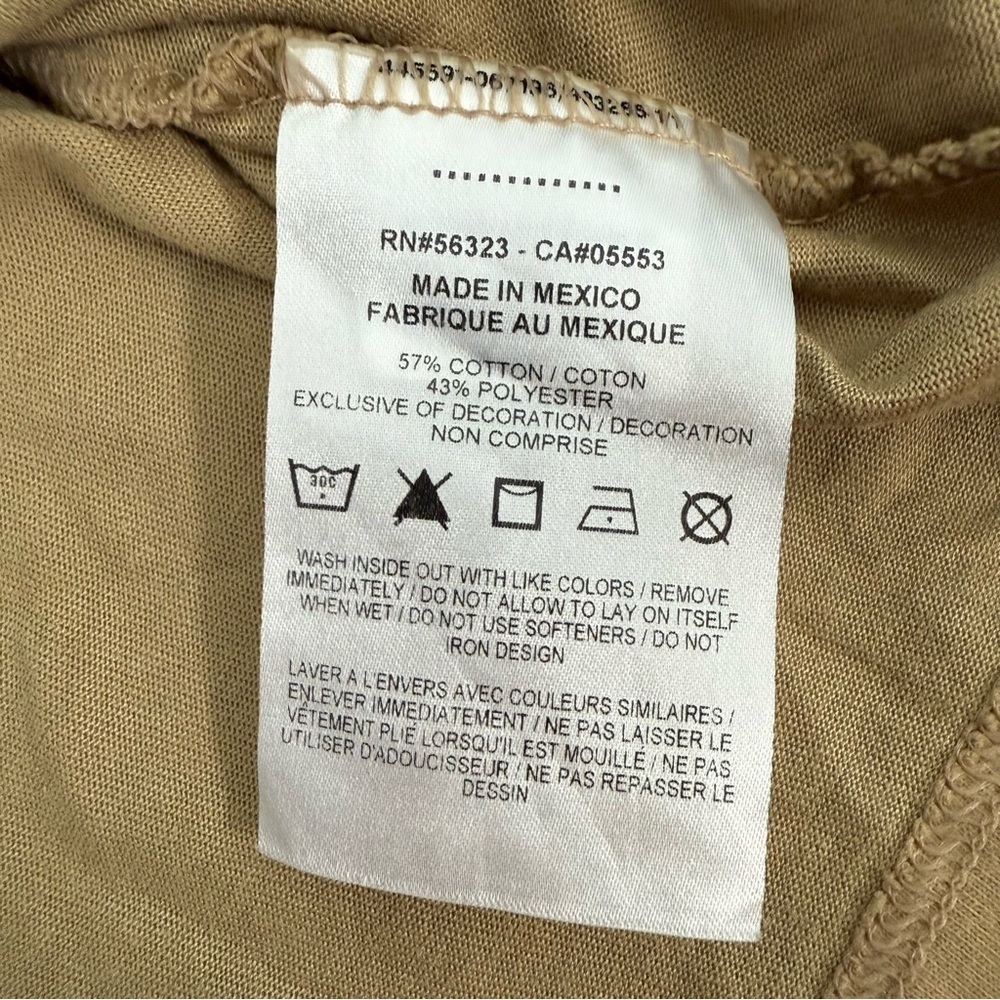 RN#56323 - CA#05553
MADE IN MEXICO
FABRIQUE AU MEXIQUE
57% COTTON / COTON
43% POLYESTER
EXCLUSIVE OF DECORATION / DECORATION
NON COMPRISE
30C
WASH INSIDE OUT WITH LIKE COLORS / REMOVE
IMMEDIATELY / DO NOT ALLOW TO LAY ON ITSELF
WHEN WET / DO NOT USE SOFTENERS / DO NOT
IRON DESIGN
LAVER A L'ENVERS AVEC COULEURS SIMILAIRES /
ENLEVER IMMEDIATEMENT / NE PAS LAISSER LE
VÊTEMENT PLIÉ LORSQU'IL EST MOUILLÉ / NE PAS
UTILISER D'ADOUCISSEUR / NE PAS REPASSER LE
DESSIN